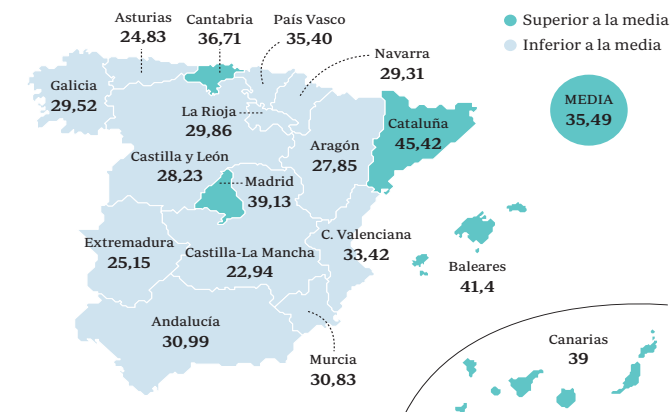 Asturias
24,83
Cantabria
36,71
País Vasco
35,40
Superior a la media
Inferior a la media
Navarra
29,31
Galicia
29,52
MEDIA
35,49
La Rioja
29,86
Cataluña
45,42
Aragón
27,85
Castilla y León
28,23
Madrid
39,13
C. Valenciana
33,42
Extremadura
25,15
Castilla-La Mancha
22,94
Baleares
41,4
Andalucía
30,99
Murcia
30,83
Canarias
39